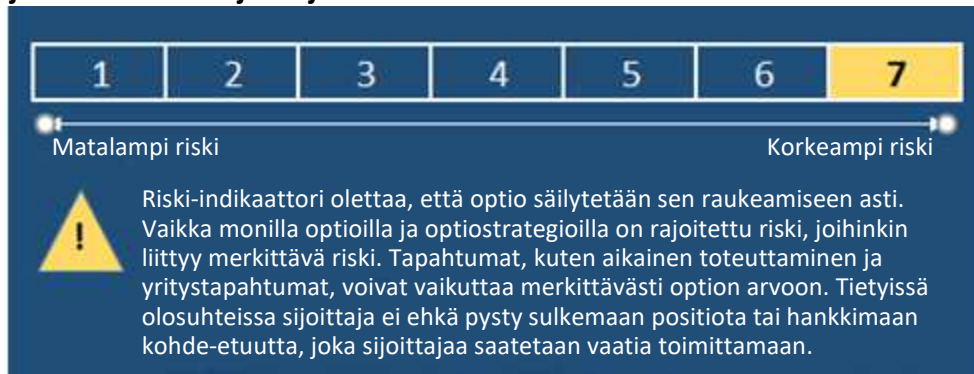 1 2 3 4 5 6 7
Matalampi riski Korkeampi riski
Riski-indikaattori olettaa, että optio säilytetään sen raukeamiseen asti.
! Vaikka monilla optioilla ja optiostrategioilla on rajoitettu riski, joihinkin
liittyy merkittävä riski. Tapahtumat, kuten aikainen toteuttaminen ja
yritystapahtumat, voivat vaikuttaa merkittävästi option arvoon. Tietyissä
olosuhteissa sijoittaja ei ehkä pysty sulkemaan positiota tai hankkimaan
kohde-etuutta, joka sijoittajaa saatetaan vaatia toimittamaan.